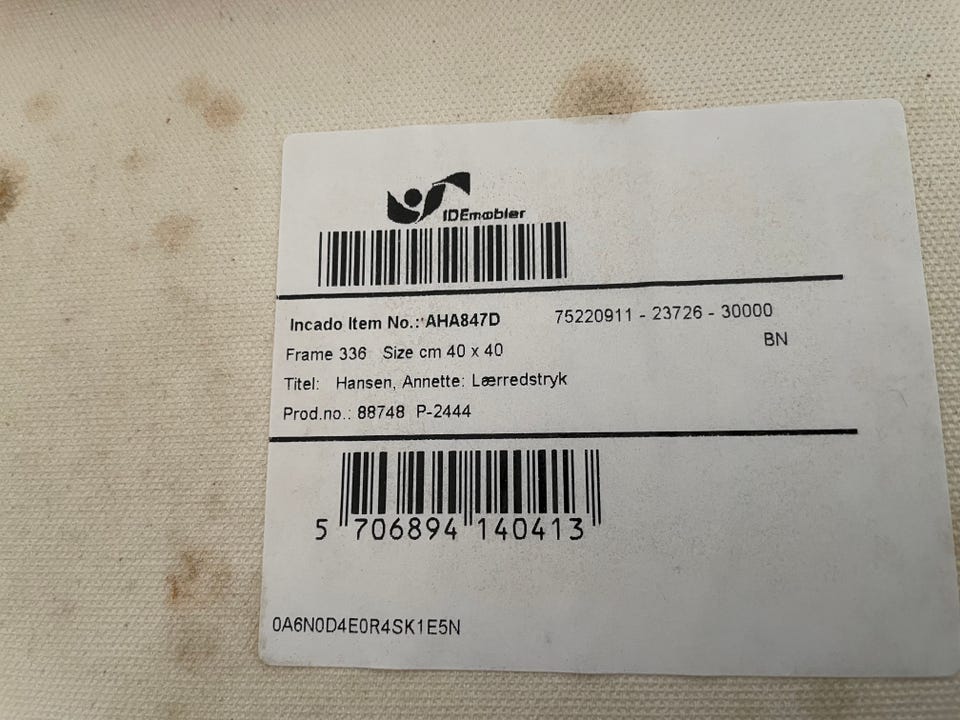 IDEmøbler
Incado Item No.: AHA847D 75220911 - 23726 - 30000
Frame 336 Size cm 40 x 40 BN
Titel: Hansen, Annette: Lærredstryk
Prod.no.: 88748 P-2444
5 706894 140413
0A6N0D4E0R4SK1E5N